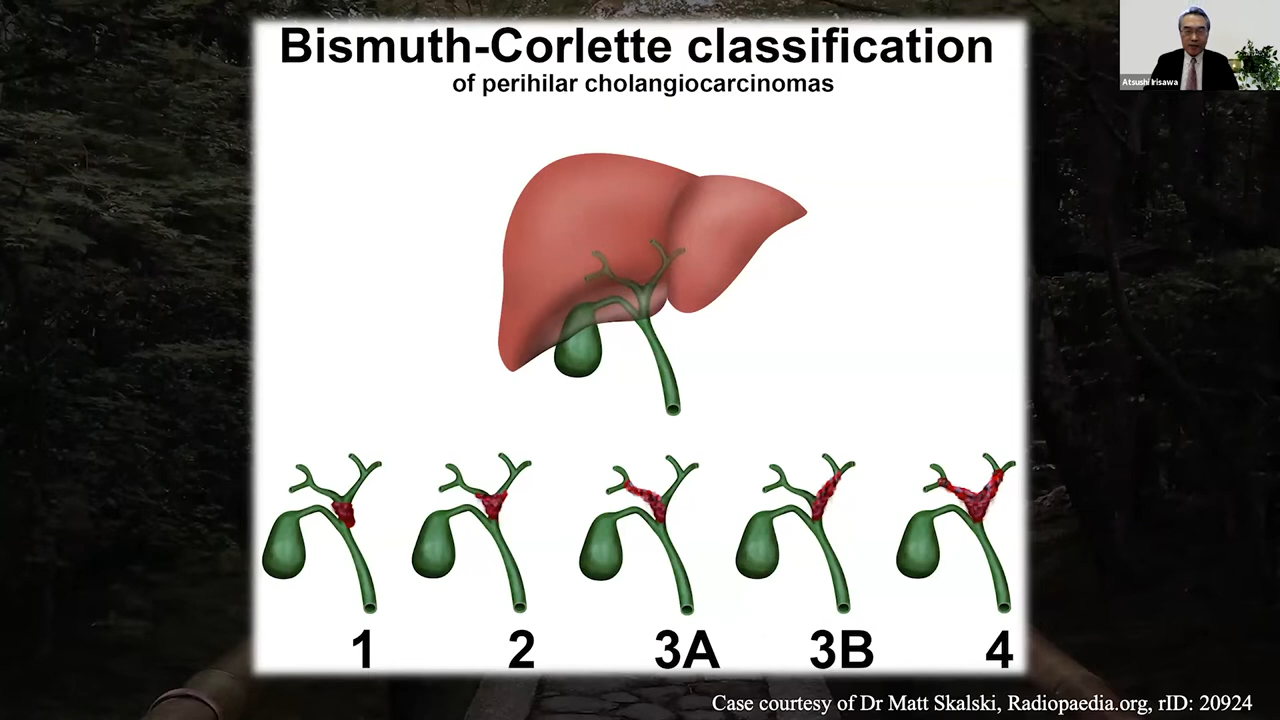 Bismuth-Corlette classification
of perihilar cholangiocarcinomas
Atsushi Irisawa
1 2 3A 3B 4
Case courtesy of Dr Matt Skalski, Radiopaedia.org, rID: 20924